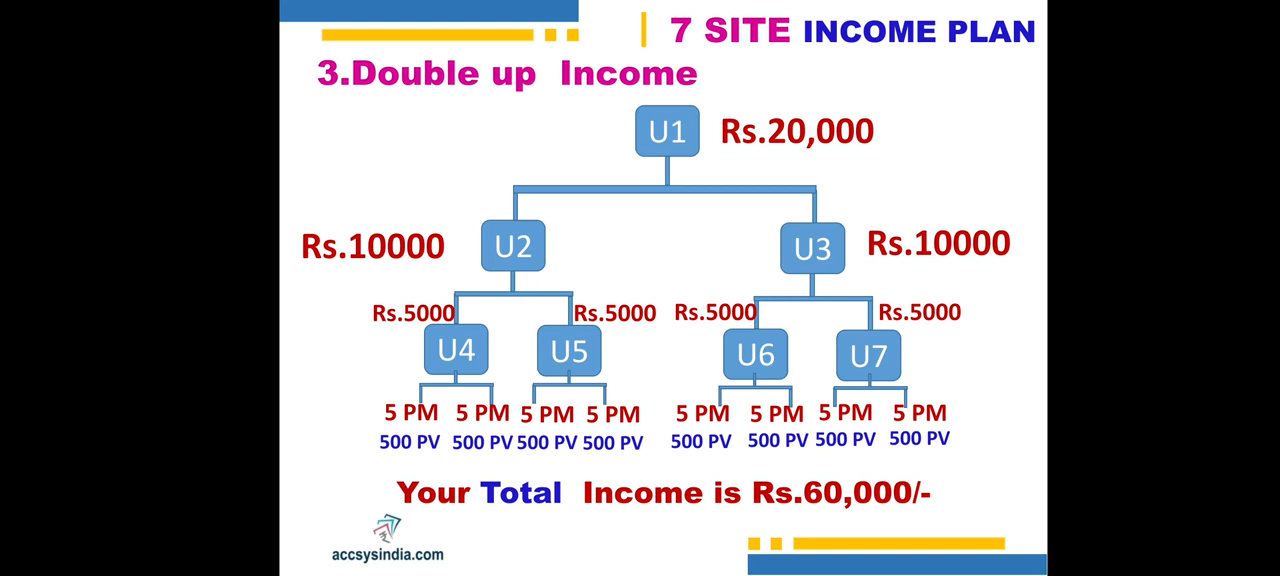 7 SITE INCOME PLAN
3.Double up Income
U1 Rs.20,000
Rs.10000 U2 U3 Rs.10000
Rs.5000 Rs.5000 Rs.5000 Rs.5000
U4 U5 U6 U7
5 PM 5 PM 5 PM 5 PM 5 PM 5 PM 5 PM 5 PM
500 PV 500 PV 500 PV 500 PV 500 PV 500 PV 500 PV 500 PV
Your Total Income is Rs.60,000/-
accsysindia.com